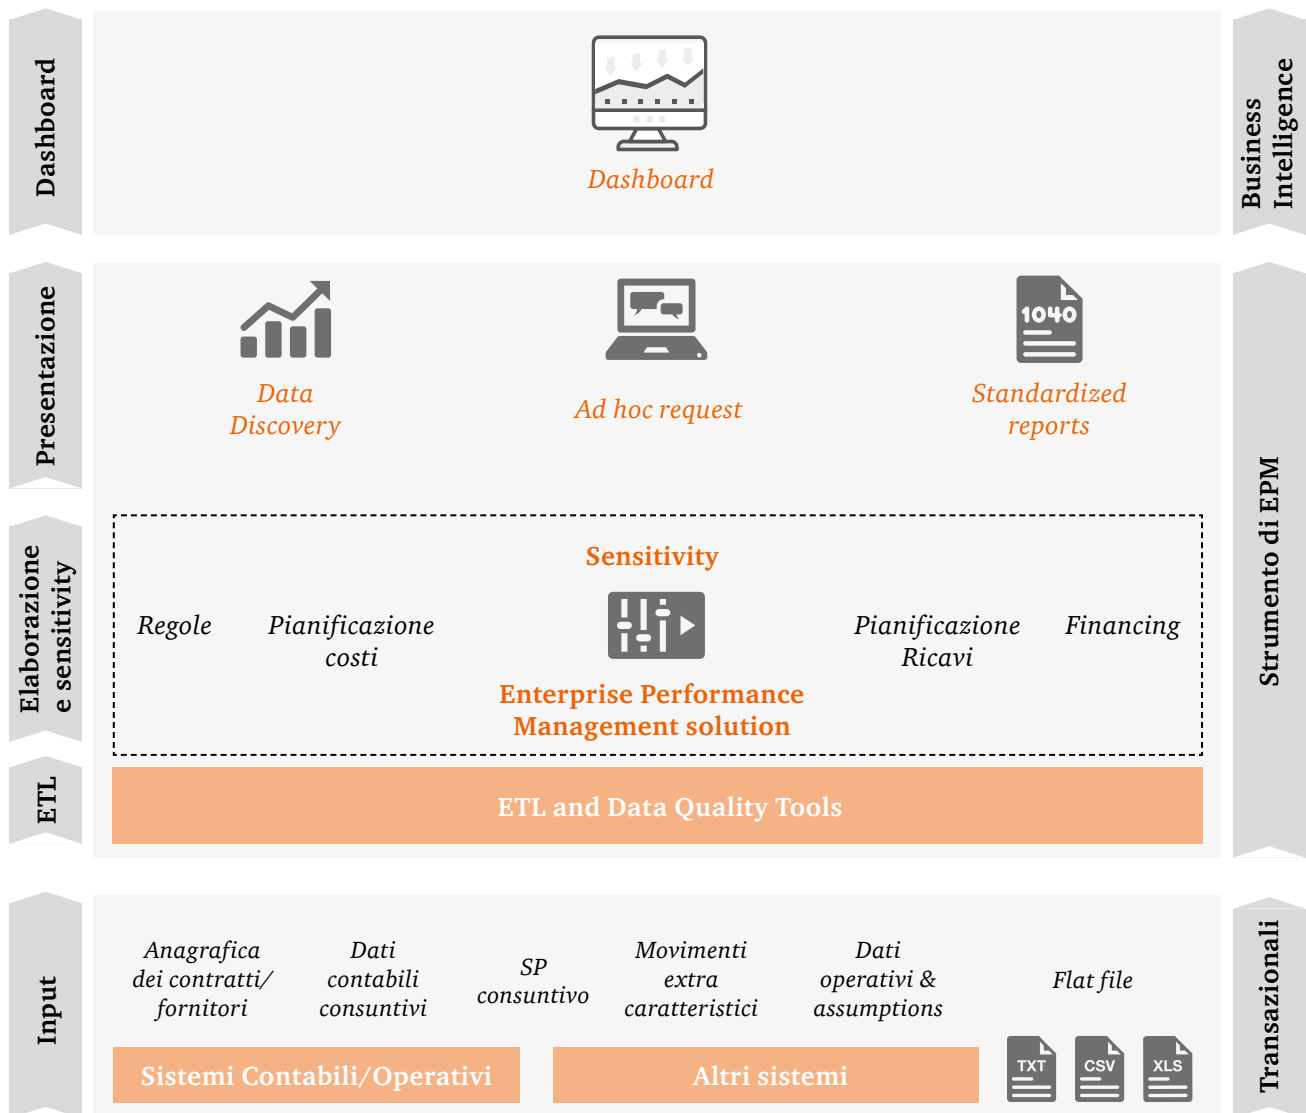 Dashboard
Business
Intelligence
Dashboard
Presentazione
Data
Discovery
Ad hoc request
1040
Standardized
reports
Strumento di EPM
Elaborazione
e sensitivity
Sensitivity
Regole
Pianificazione
costi
Pianificazione
Ricavi
Financing
Enterprise Performance
Management solution
ETL
ETL and Data Quality Tools
Input
Anagrafica
dei contratti/
fornitori
Dati
contabili
consuntivi
SP
consuntivo
Movimenti
extra
caratteristici
Dati
operativi &
assumptions
Flat file
Transazionali
Sistemi Contabili/Operativi
Altri sistemi
TXT
CSV
XLS